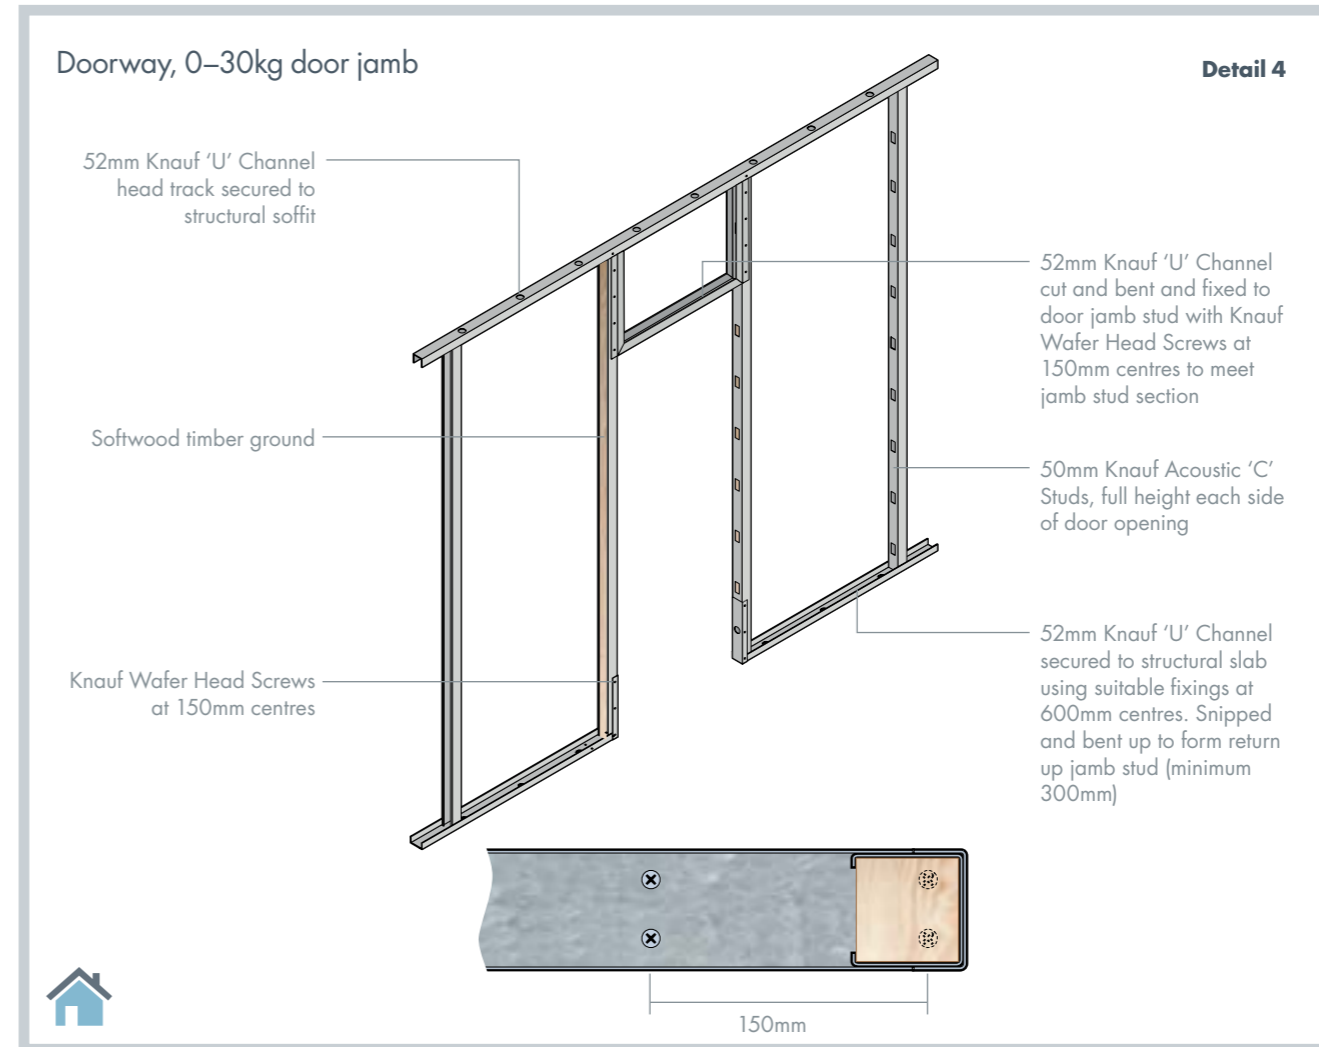 Doorway, 0–30kg door jamb
Detail 4
52mm Knauf ‘U’ Channel
head track secured to
structural soffit
Softwood timber ground
Knauf Wafer Head Screws
at 150mm centres
52mm Knauf ‘U’ Channel
cut and bent and fixed to
door jamb stud with Knauf
Wafer Head Screws at
150mm centres to meet
jamb stud section
50mm Knauf Acoustic ‘C’
Studs, full height each side
of door opening
52mm Knauf ‘U’ Channel
secured to structural slab
using suitable fixings at
600mm centres. Snipped
and bent up to form return
up jamb stud (minimum
300mm)
150mm